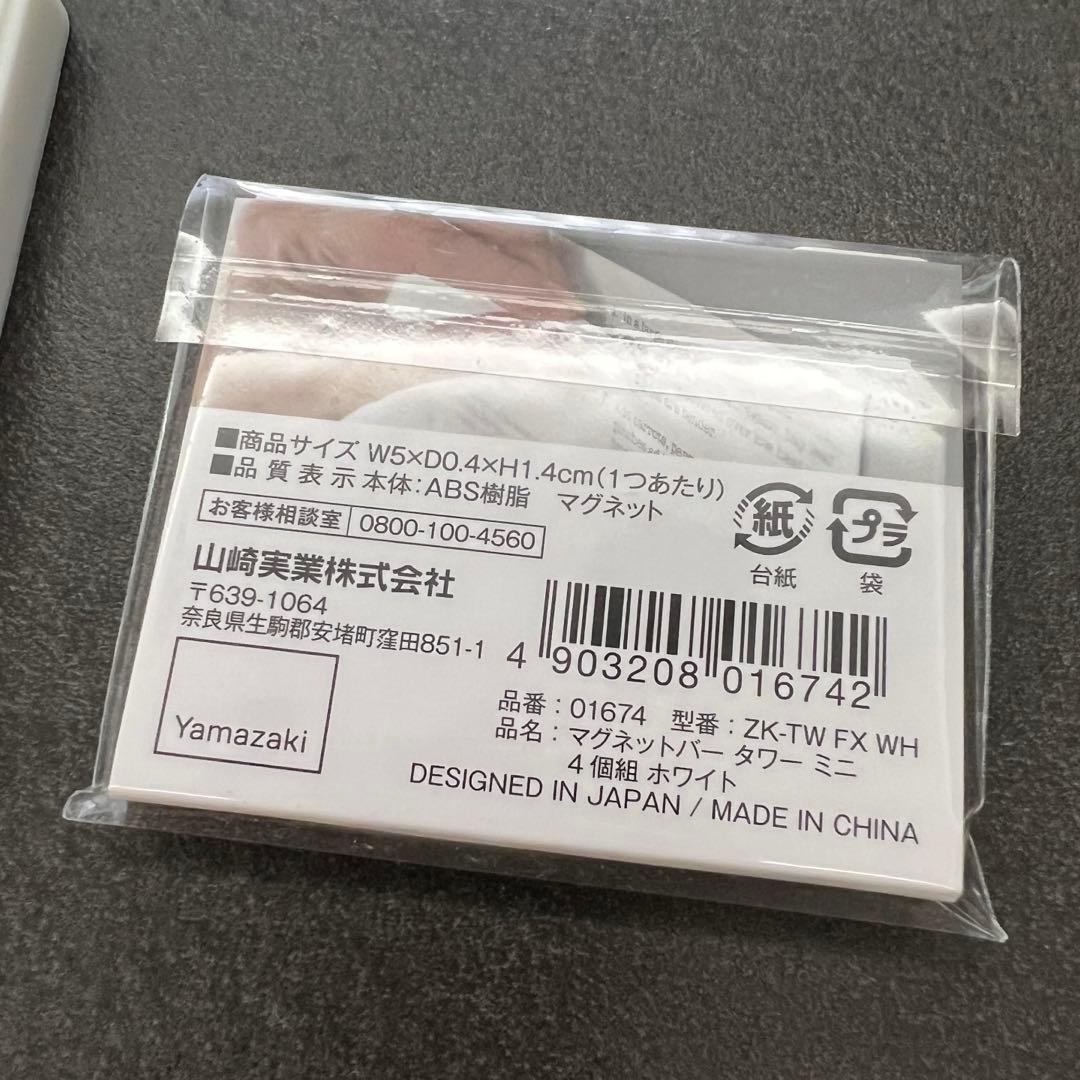 ■商品サイズ W5×D0.4×H1.4cm(1つあたり)
■品質表示 本体:ABS樹脂 マグネット
お客様相談室 0800-100-4560
山崎実業株式会社
〒639-1064
奈良県生駒郡安堵町窪田851-1
Yamazaki
紙
台紙
プラ
袋
4 903208 016742
品番:01674 型番:ZK-TW FX WH
品名:マグネットバー タワー ミニ
4個組 ホワイト
DESIGNED IN JAPAN / MADE IN CHINA